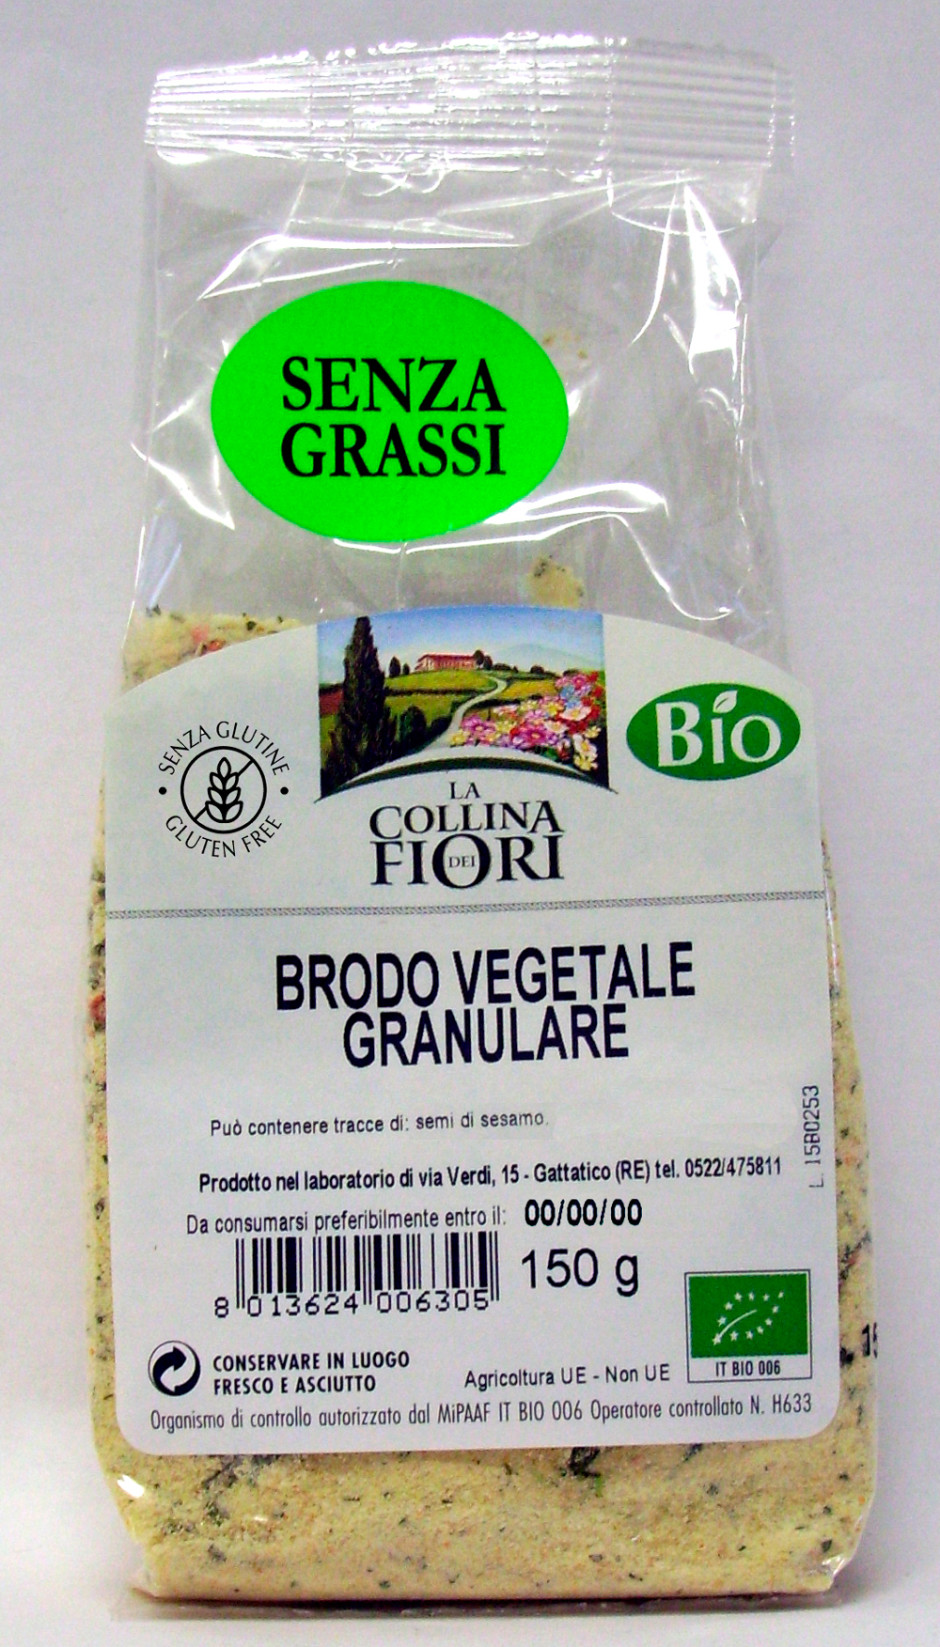 SENZA
GRASSI
SENZA GLUTINE
GLUTEN FREE
Bio
LA
COLLINA
DEI
FIORI
BRODO VEGETALE
GRANULARE
Può contenere tracce di: semi di sesamo.
L. 15B0253
Prodotto nel laboratorio di via Verdi, 15 - Gattatico (RE) tel. 0522/475811
Da consumarsi preferibilmente entro il: 00/00/00
150 g
8 013624 006305
CONSERVARE IN LUOGO
FRESCO E ASCIUTTO
Agricoltura UE - Non UE
IT BIO 006
Organismo di controllo autorizzato dal MiPAAF IT BIO 006 Operatore controllato N. H633